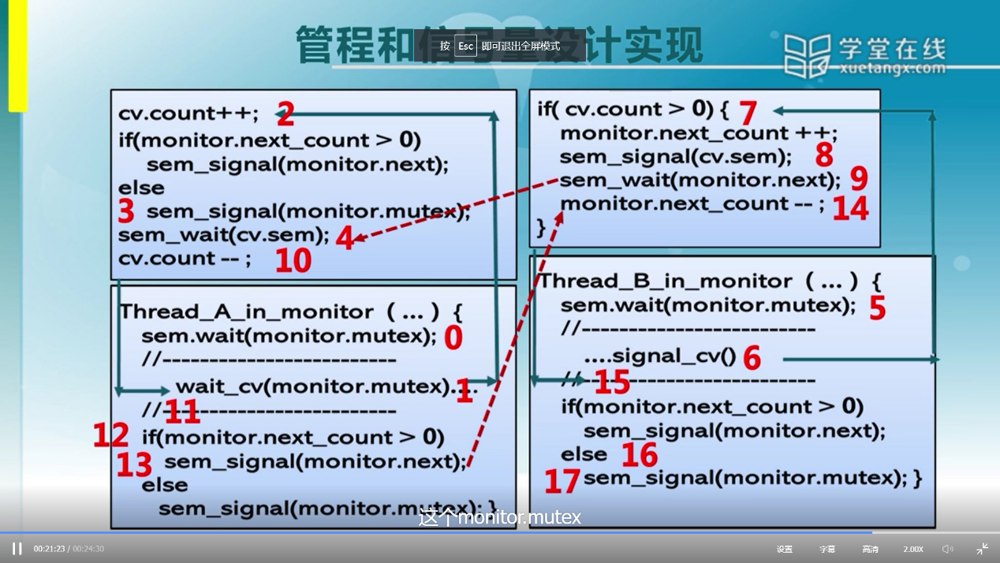 管程和信号量设计实现
按 Esc 即可退出全屏模式
学堂在线
xuetangx.com
cv.count++; 2
if(monitor.next_count > 0)
sem_signal(monitor.next);
else
3 sem_signal(monitor.mutex);
sem_wait(cv.sem); 4
cv.count -- ; 10
if( cv.count > 0) { 7
monitor.next_count ++;
sem_signal(cv.sem); 8
sem_wait(monitor.next); 9
monitor.next_count -- ; 14
}
Thread_A_in_monitor (...) {
sem.wait(monitor.mutex); 0
//-------------------------
wait_cv(monitor.mutex).... 1
//------------------------- 11
12 if(monitor.next_count > 0)
13 sem_signal(monitor.next);
else
sem_signal(monitor.mutex); }
Thread_B_in_monitor (...) {
sem.wait(monitor.mutex); 5
//-------------------------
....signal_cv() 6
//------------------------- 15
if(monitor.next_count > 0)
sem_signal(monitor.next);
else 16
17 sem_signal(monitor.mutex); }
这个monitor.mutex
00:21:23 / 00:24:30 设置 字幕 高清 2.00X